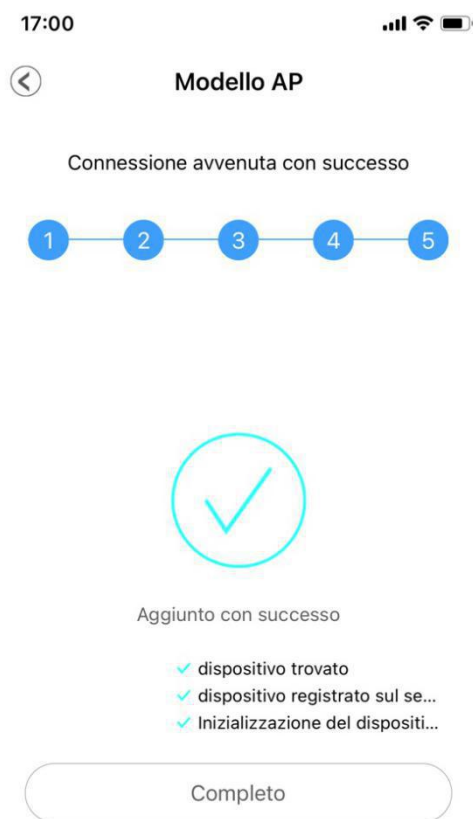 17:00
Modello AP
Connessione avvenuta con successo
1 2 3 4 5
Aggiunto con successo
dispositivo trovato
dispositivo registrato sul se...
Inizializzazione del dispositi...
Completo